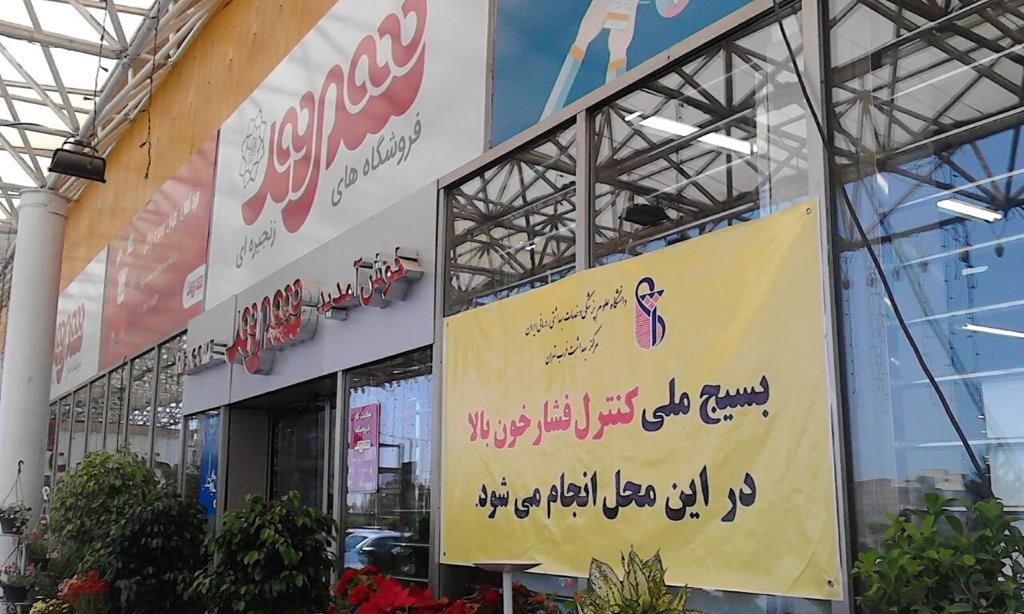 شهروند
فروشگاه های
زنجیره ای
خوش آمدید
شهروند
دانشگاه علوم پزشکی و خدمات بهداشتی درمانی ایران
مرکز بهداشت غرب تهران
بسیج ملی کنترل فشار خون بالا
در این محل انجام می شود.